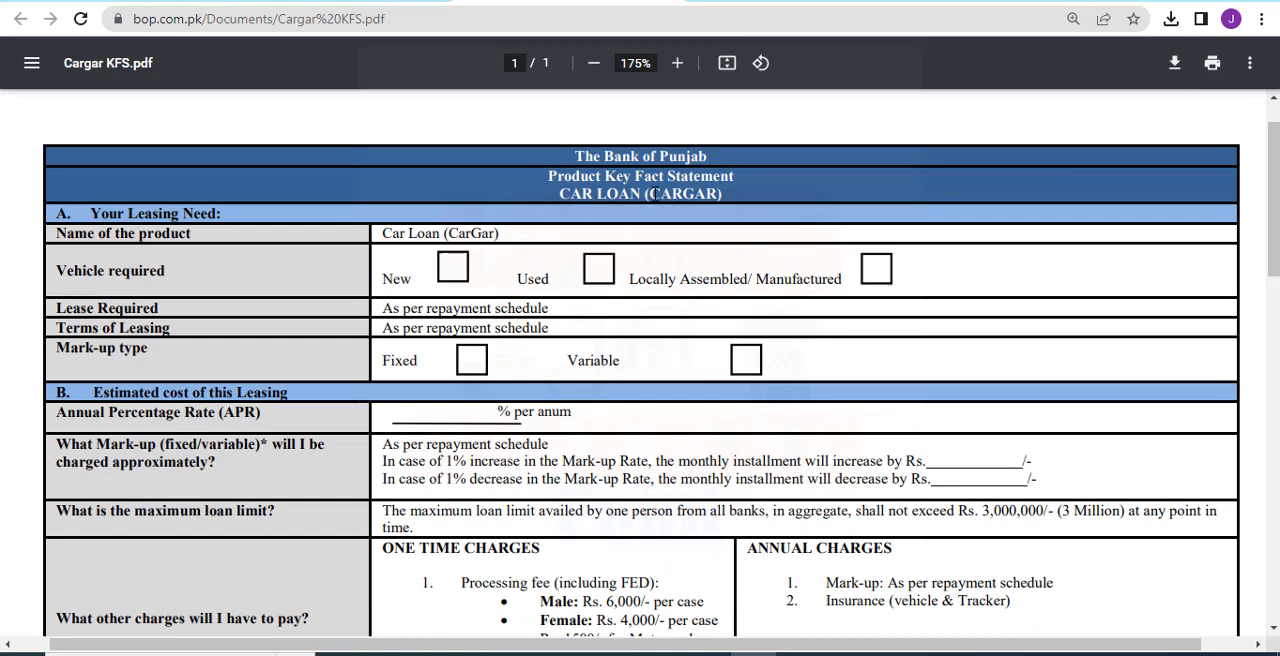 bop.com.pk/Documents/Cargar%20KFS.pdf
J
Cargar KFS.pdf
1 / 1
175%
The Bank of Punjab
Product Key Fact Statement
CAR LOAN (CARGAR)
A. Your Leasing Need:
Name of the product
Car Loan (CarGar)
Vehicle required
New Used Locally Assembled/ Manufactured
Lease Required
As per repayment schedule
Terms of Leasing
As per repayment schedule
Mark-up type
Fixed Variable
B. Estimated cost of this Leasing
Annual Percentage Rate (APR)
% per anum
What Mark-up (fixed/variable)* will I be
charged approximately?
As per repayment schedule
In case of 1% increase in the Mark-up Rate, the monthly installment will increase by Rs.____________/-
In case of 1% decrease in the Mark-up Rate, the monthly installment will decrease by Rs.____________/-
What is the maximum loan limit?
The maximum loan limit availed by one person from all banks, in aggregate, shall not exceed Rs. 3,000,000/- (3 Million) at any point in
time.
What other charges will I have to pay?
ONE TIME CHARGES
1. Processing fee (including FED):
• Male: Rs. 6,000/- per case
• Female: Rs. 4,000/- per case
ANNUAL CHARGES
1. Mark-up: As per repayment schedule
2. Insurance (vehicle & Tracker)